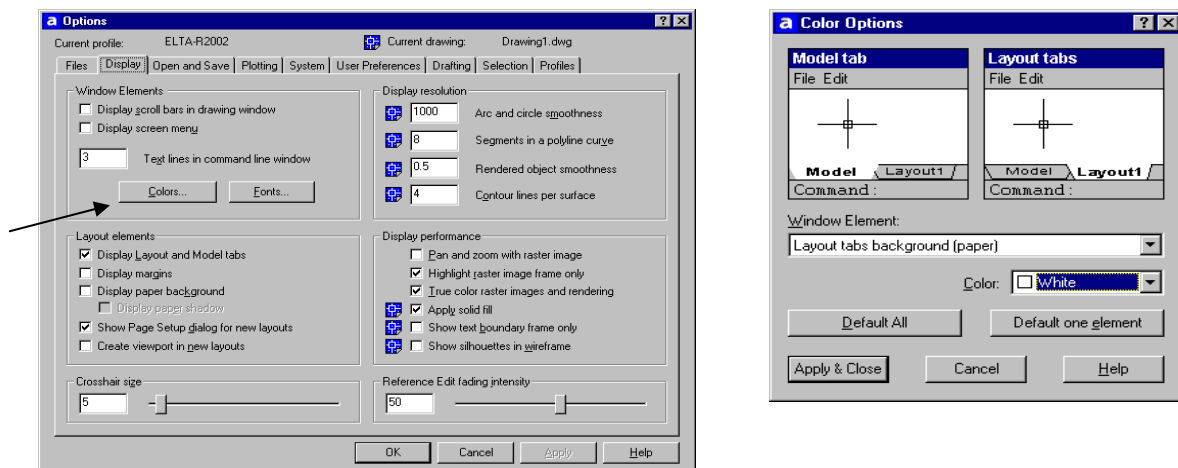 Options
Current profile: ELTA-R2002 Current drawing: Drawing1.dwg
Files Display Open and Save Plotting System User Preferences Drafting Selection Profiles
Window Elements
Display scroll bars in drawing window
Display screen menu
3 Text lines in command line window
Colors... Fonts...
Display resolution
1000 Arc and circle smoothness
8 Segments in a polyline curve
0.5 Rendered object smoothness
4 Contour lines per surface
Layout elements
Display Layout and Model tabs
Display margins
Display paper background
Display paper shadow
Show Page Setup dialog for new layouts
Create viewport in new layouts
Display performance
Pan and zoom with raster image
Highlight raster image frame only
True color raster images and rendering
Apply solid fill
Show text boundary frame only
Show silhouettes in wireframe
Crosshair size
5
Reference Edit fading intensity
50
OK Cancel Apply Help
Color Options
Model tab
File Edit
Model Layout1
Command:
Layout tabs
File Edit
Model Layout1
Command:
Window Element:
Layout tabs background (paper)
Color: White
Default All Default one element
Apply & Close Cancel Help